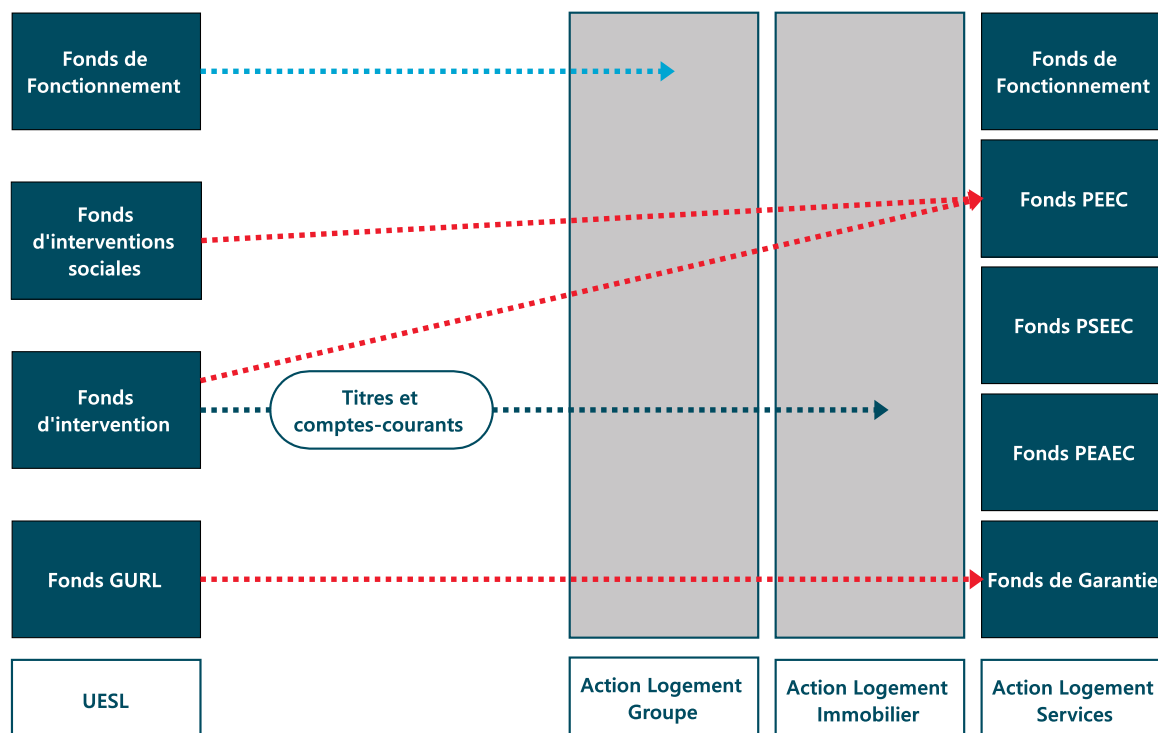 Fonds de
Fonctionnement
Fonds
d'interventions
sociales
Fonds
d'intervention
Titres et
comptes-courants
Fonds GURL
UESL
Action Logement
Groupe
Action Logement
Immobilier
Fonds de
Fonctionnement
Fonds PEEC
Fonds PSEEC
Fonds PEAEC
Fonds de Garantie
Action Logement
Services